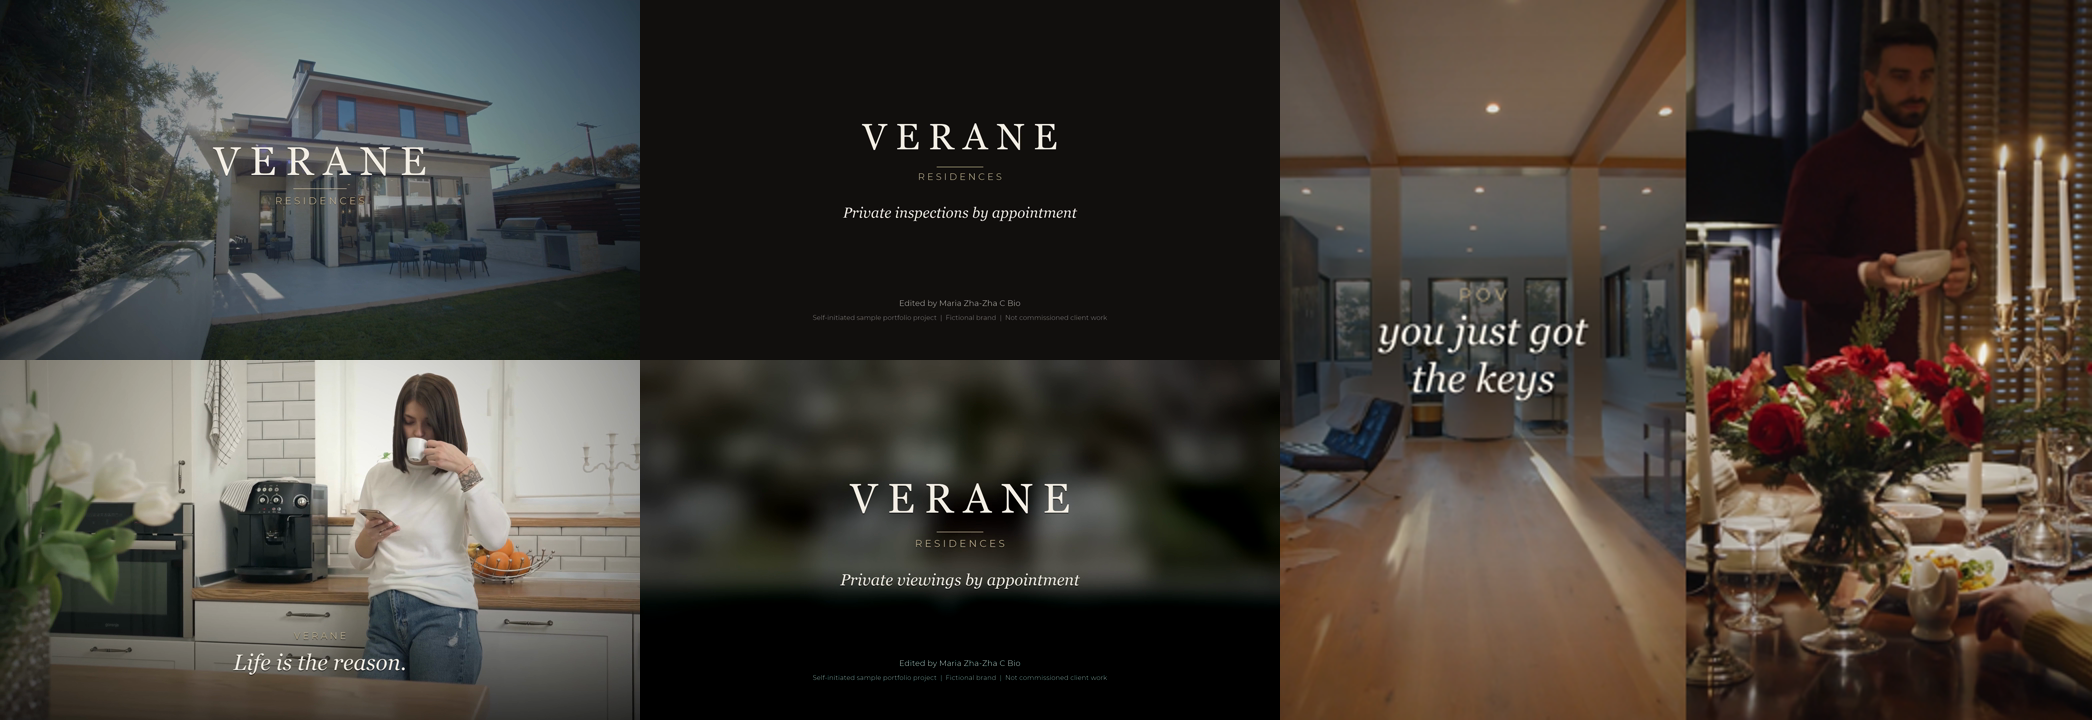 VERANE
RESIDENCES
VERANE
RESIDENCES
Private inspections by appointment
Edited by Maria Zha-Zha C Bio
Self-initiated sample portfolio project | Fictional brand | Not commissioned client work
VERANE
Life is the reason.
VERANE
RESIDENCES
Private viewings by appointment
Edited by Maria Zha-Zha C Bio
Self-initiated sample portfolio project | Fictional brand | Not commissioned client work
POV
you just got
the keys